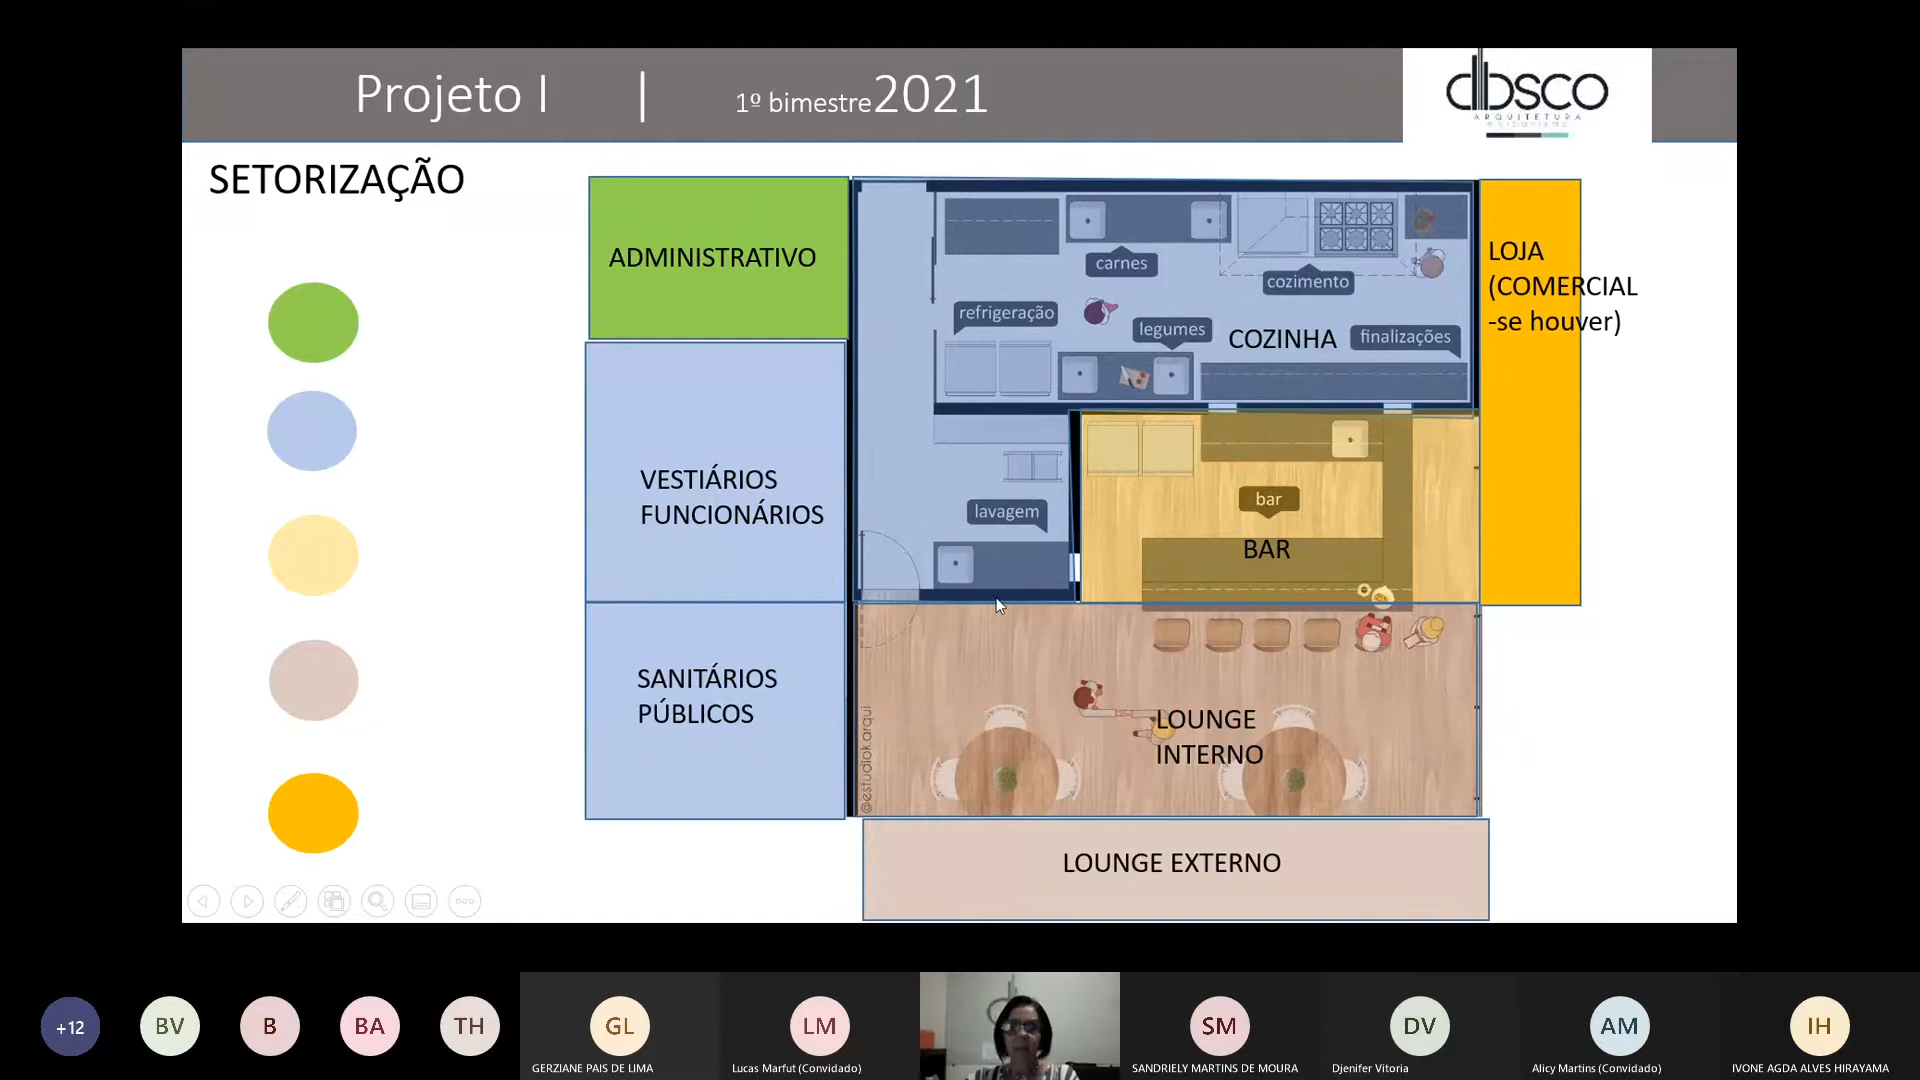 Projeto I | 1º bimestre2021
dbsco
ARQUITETURA
SETORIZAÇÃO
ADMINISTRATIVO
VESTIÁRIOS
FUNCIONÁRIOS
SANITÁRIOS
PÚBLICOS
carnes
cozimento
refrigeração
legumes
COZINHA
finalizações
lavagem
bar
BAR
LOJA
(COMERCIAL
-se houver)
@estudiok.arqui
LOUNGE
INTERNO
LOUNGE EXTERNO
+12
BV
B
BA
TH
GL
GERZIANE PAIS DE LIMA
LM
Lucas Marfut (Convidado)
SM
SANDRIELY MARTINS DE MOURA
DV
Djenifer Vitoria
AM
Alicy Martins (Convidado)
IH
IVONE AGDA ALVES HIRAYAMA